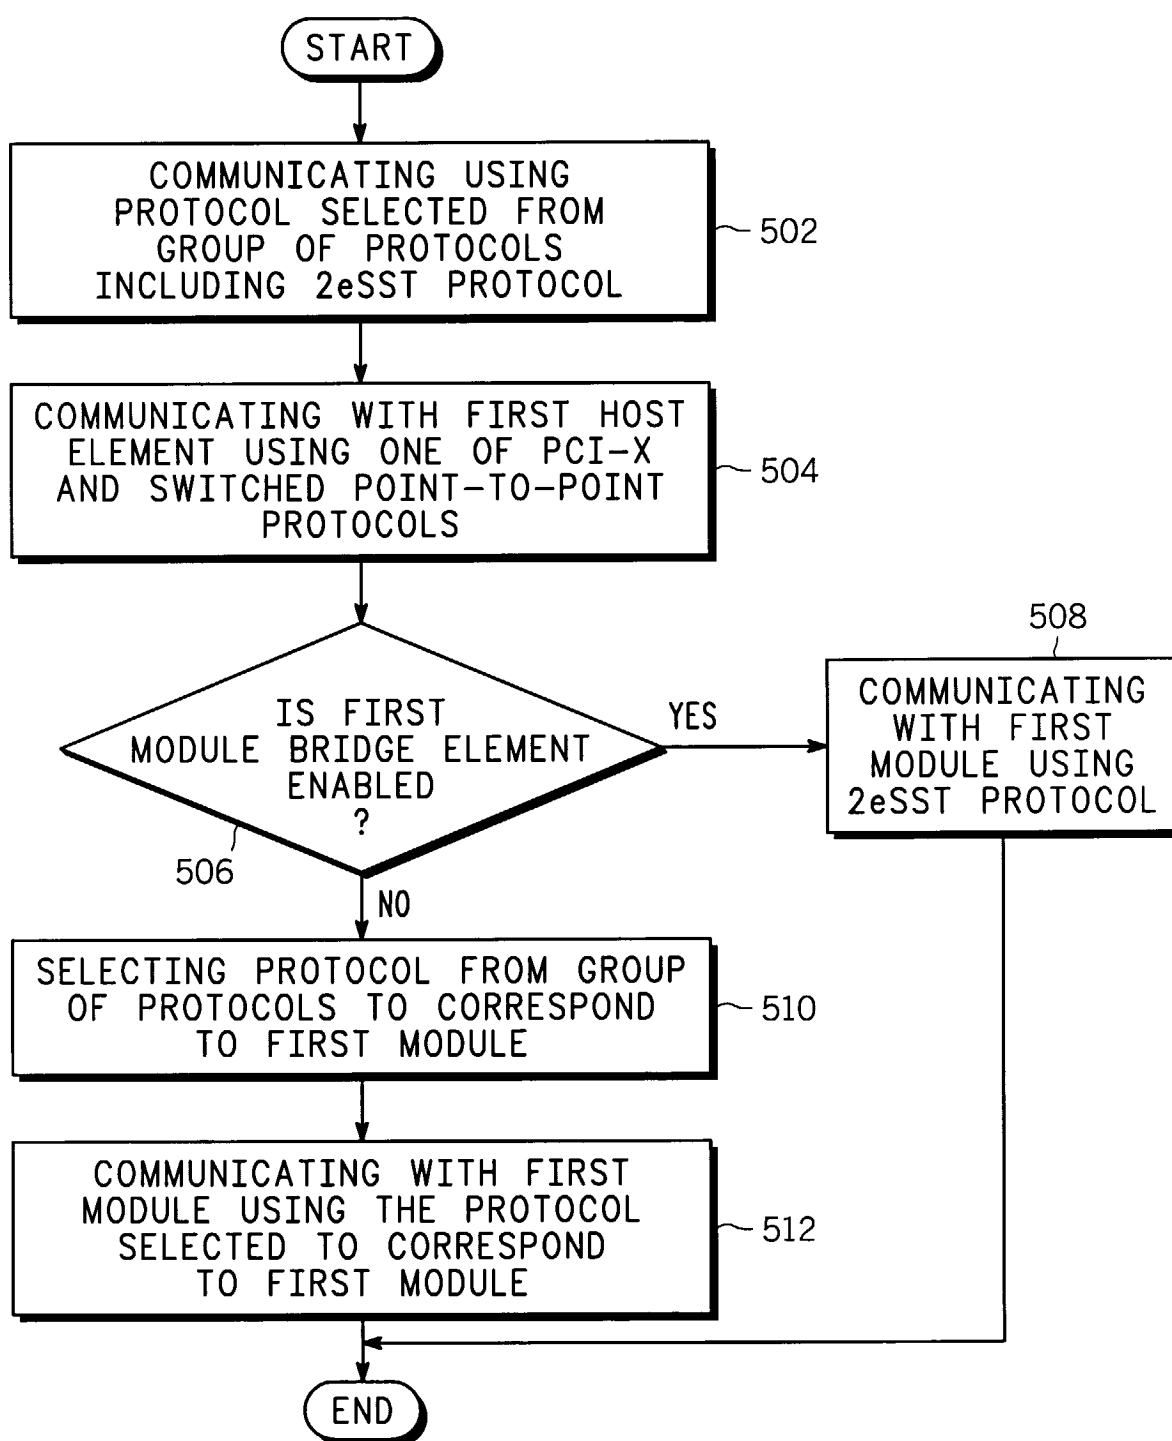 START
COMMUNICATING USING
PROTOCOL SELECTED FROM
GROUP OF PROTOCOLS
INCLUDING 2eSST PROTOCOL
502
COMMUNICATING WITH FIRST HOST
ELEMENT USING ONE OF PCI-X
AND SWITCHED POINT-TO-POINT
PROTOCOLS
504
IS FIRST
MODULE BRIDGE ELEMENT
ENABLED
?
506
YES
508
COMMUNICATING
WITH FIRST
MODULE USING
2eSST PROTOCOL
NO
SELECTING PROTOCOL FROM GROUP
OF PROTOCOLS TO CORRESPOND
TO FIRST MODULE
510
COMMUNICATING WITH FIRST
MODULE USING THE PROTOCOL
SELECTED TO CORRESPOND
TO FIRST MODULE
512
END